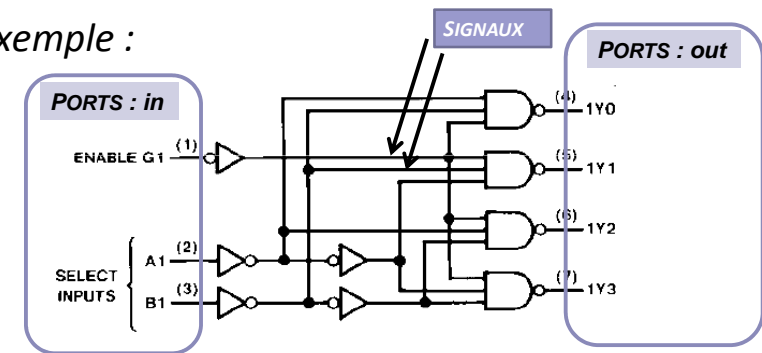 xemple :
SIGNAUX
PORTS : out
PORTS : in
(4) 1Y0
ENABLE G1 (1)
(5) 1Y1
(6) 1Y2
(2)
A1
SELECT
INPUTS
(3)
B1
(7) 1Y3